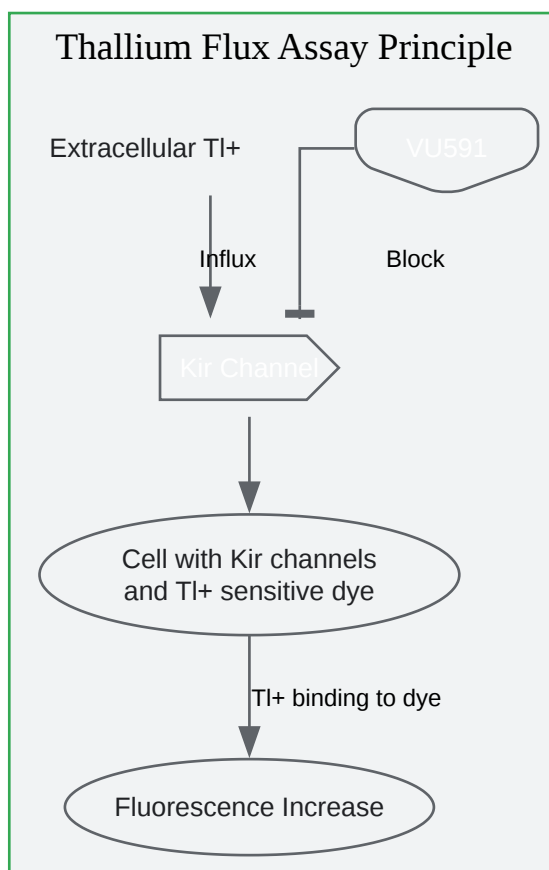 Thallium Flux Assay Principle
Extracellular Tl+
VU591
Influx
Block
Kir Channel
Cell with Kir channels
and Tl+ sensitive dye
Tl+ binding to dye
Fluorescence Increase